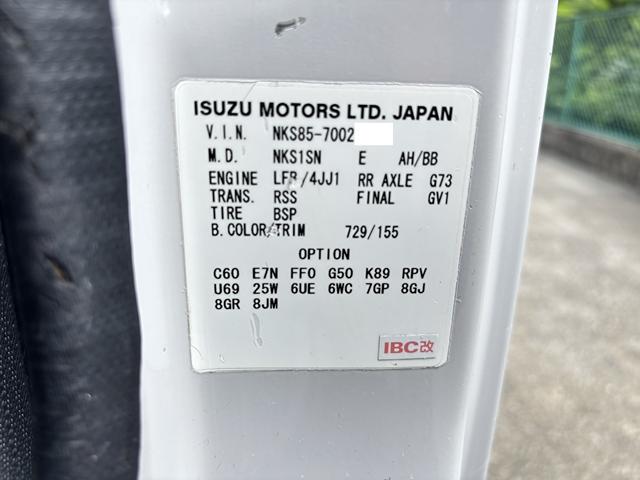 ISUZU MOTORS LTD. JAPAN
V.I.N. NKS85-7002
M.D. NKS1SN E AH/BB
ENGINE LFR/4JJ1 RR AXLE G73
TRANS. RSS FINAL GV1
TIRE BSP
B.COLOR/TRIM 729/155
OPTION
C60 E7N FF0 G50 K89 RPV
U69 25W 6UE 6WC 7GP 8GJ
8GR 8JM
IBC改